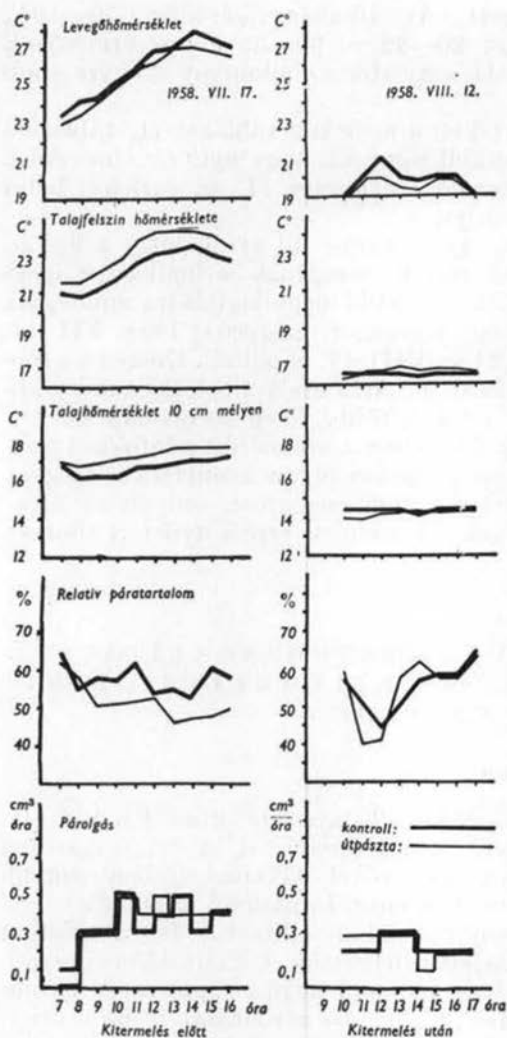 C°
Levegőhőmérséklet
27
25
23
21
19
1958. VII. 17.
C°
27
25
23
21
19
1958. VIII. 12.
C°
Talajfelszín hőmérséklete
23
21
19
17
C°
23
21
19
17
C°
Talajhőmérséklet 10 cm mélyen
18
16
14
12
C°
18
16
14
12
%
Relatív páratartalom
70
60
50
40
%
70
60
50
40
cm³
óra
Párolgás
0,7
0,5
0,3
0,1
7 8 9 10 11 12 13 14 15 16 óra
Kitermelés előtt
cm³
óra
kontroll:
útpászta:
0,7
0,5
0,3
0,1
9 10 11 12 13 14 15 16 17 óra
Kitermelés után